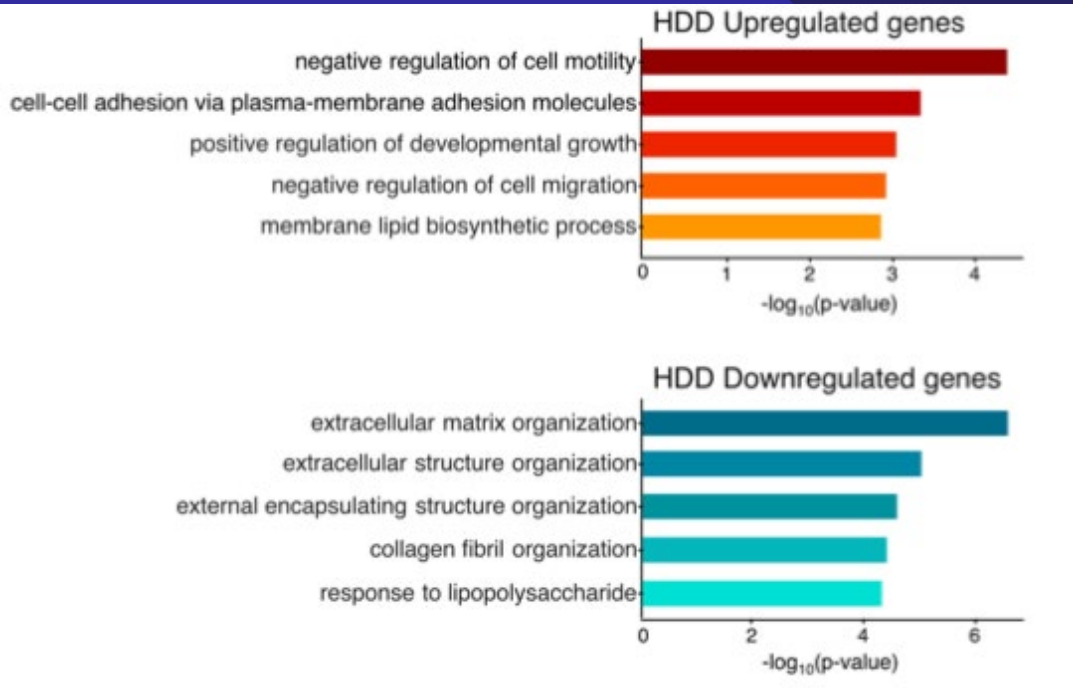 HDD Upregulated genes
negative regulation of cell motility
cell-cell adhesion via plasma-membrane adhesion molecules
positive regulation of developmental growth
negative regulation of cell migration
membrane lipid biosynthetic process
0 1 2 3 4
-log₁₀(p-value)
HDD Downregulated genes
extracellular matrix organization
extracellular structure organization
external encapsulating structure organization
collagen fibril organization
response to lipopolysaccharide
0 2 4 6
-log₁₀(p-value)